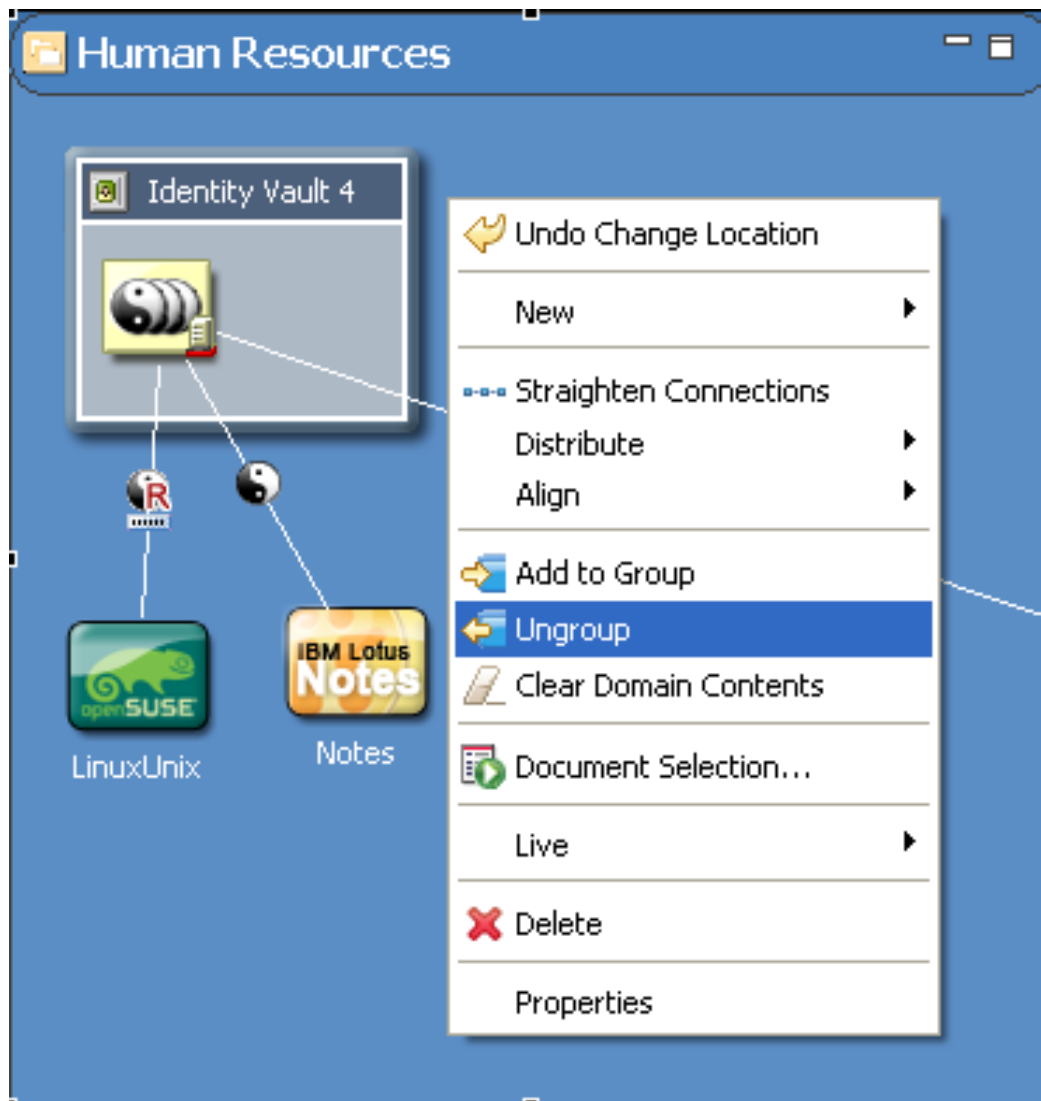 Human Resources
Identity Vault 4
Undo Change Location
New
Straighten Connections
Distribute
Align
Add to Group
Ungroup
Clear Domain Contents
Document Selection...
Live
Delete
Properties
R
openSUSE
LinuxUnix
IBM Lotus
Notes
Notes